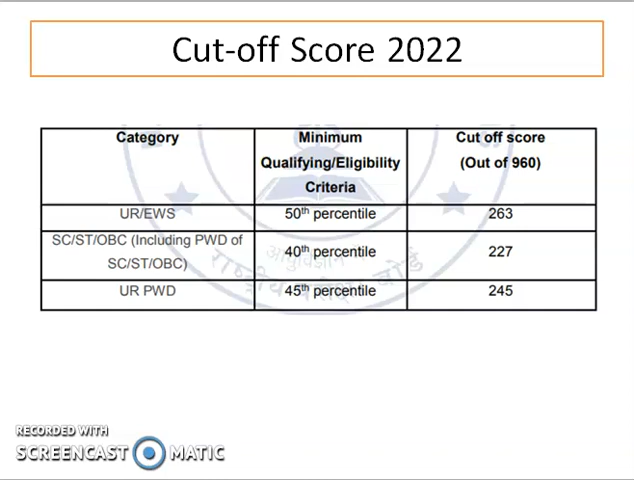 Cut-off Score 2022
Category
Minimum
Qualifying/Eligibility
Criteria
Cut off score
(Out of 960)
UR/EWS
50th percentile
263
SC/ST/OBC (Including PWD of
SC/ST/OBC)
40th percentile
227
UR PWD
45th percentile
245
राष्ट्रीय
बोर्ड
RECORDED WITH
SCREENCAST MATIC